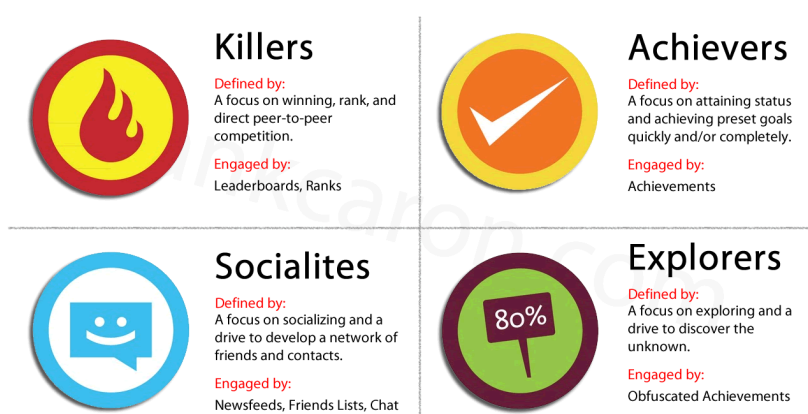 Killers
Defined by:
A focus on winning, rank, and
direct peer-to-peer
competition.
Engaged by:
Leaderboards, Ranks
Achievers
Defined by:
A focus on attaining status
and achieving preset goals
quickly and/or completely.
Engaged by:
Achievements
Socialites
Defined by:
A focus on socializing and a
drive to develop a network of
friends and contacts.
Engaged by:
Newsfeeds, Friends Lists, Chat
80%
Explorers
Defined by:
A focus on exploring and a
drive to discover the
unknown.
Engaged by:
Obfuscated Achievements